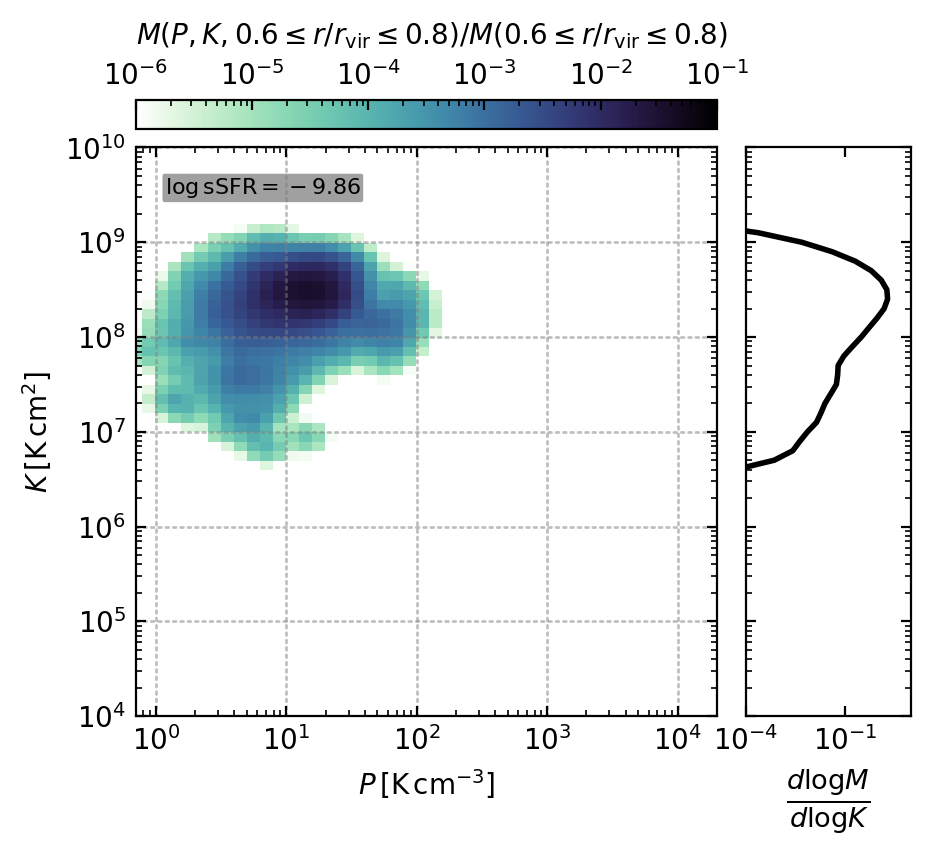 M(P, K, 0.6 ≤ r/r_vir ≤ 0.8)/M(0.6 ≤ r/r_vir ≤ 0.8)
10^−6 10^−5 10^−4 10^−3 10^−2 10^−1
10^10
log sSFR = −9.86
10^9
10^8
10^7
10^6
10^5
10^4
K [K cm^2]
10^0 10^1 10^2 10^3 10^4 10^−4 10^−1
P [K cm^−3]
dlogM
dlogK